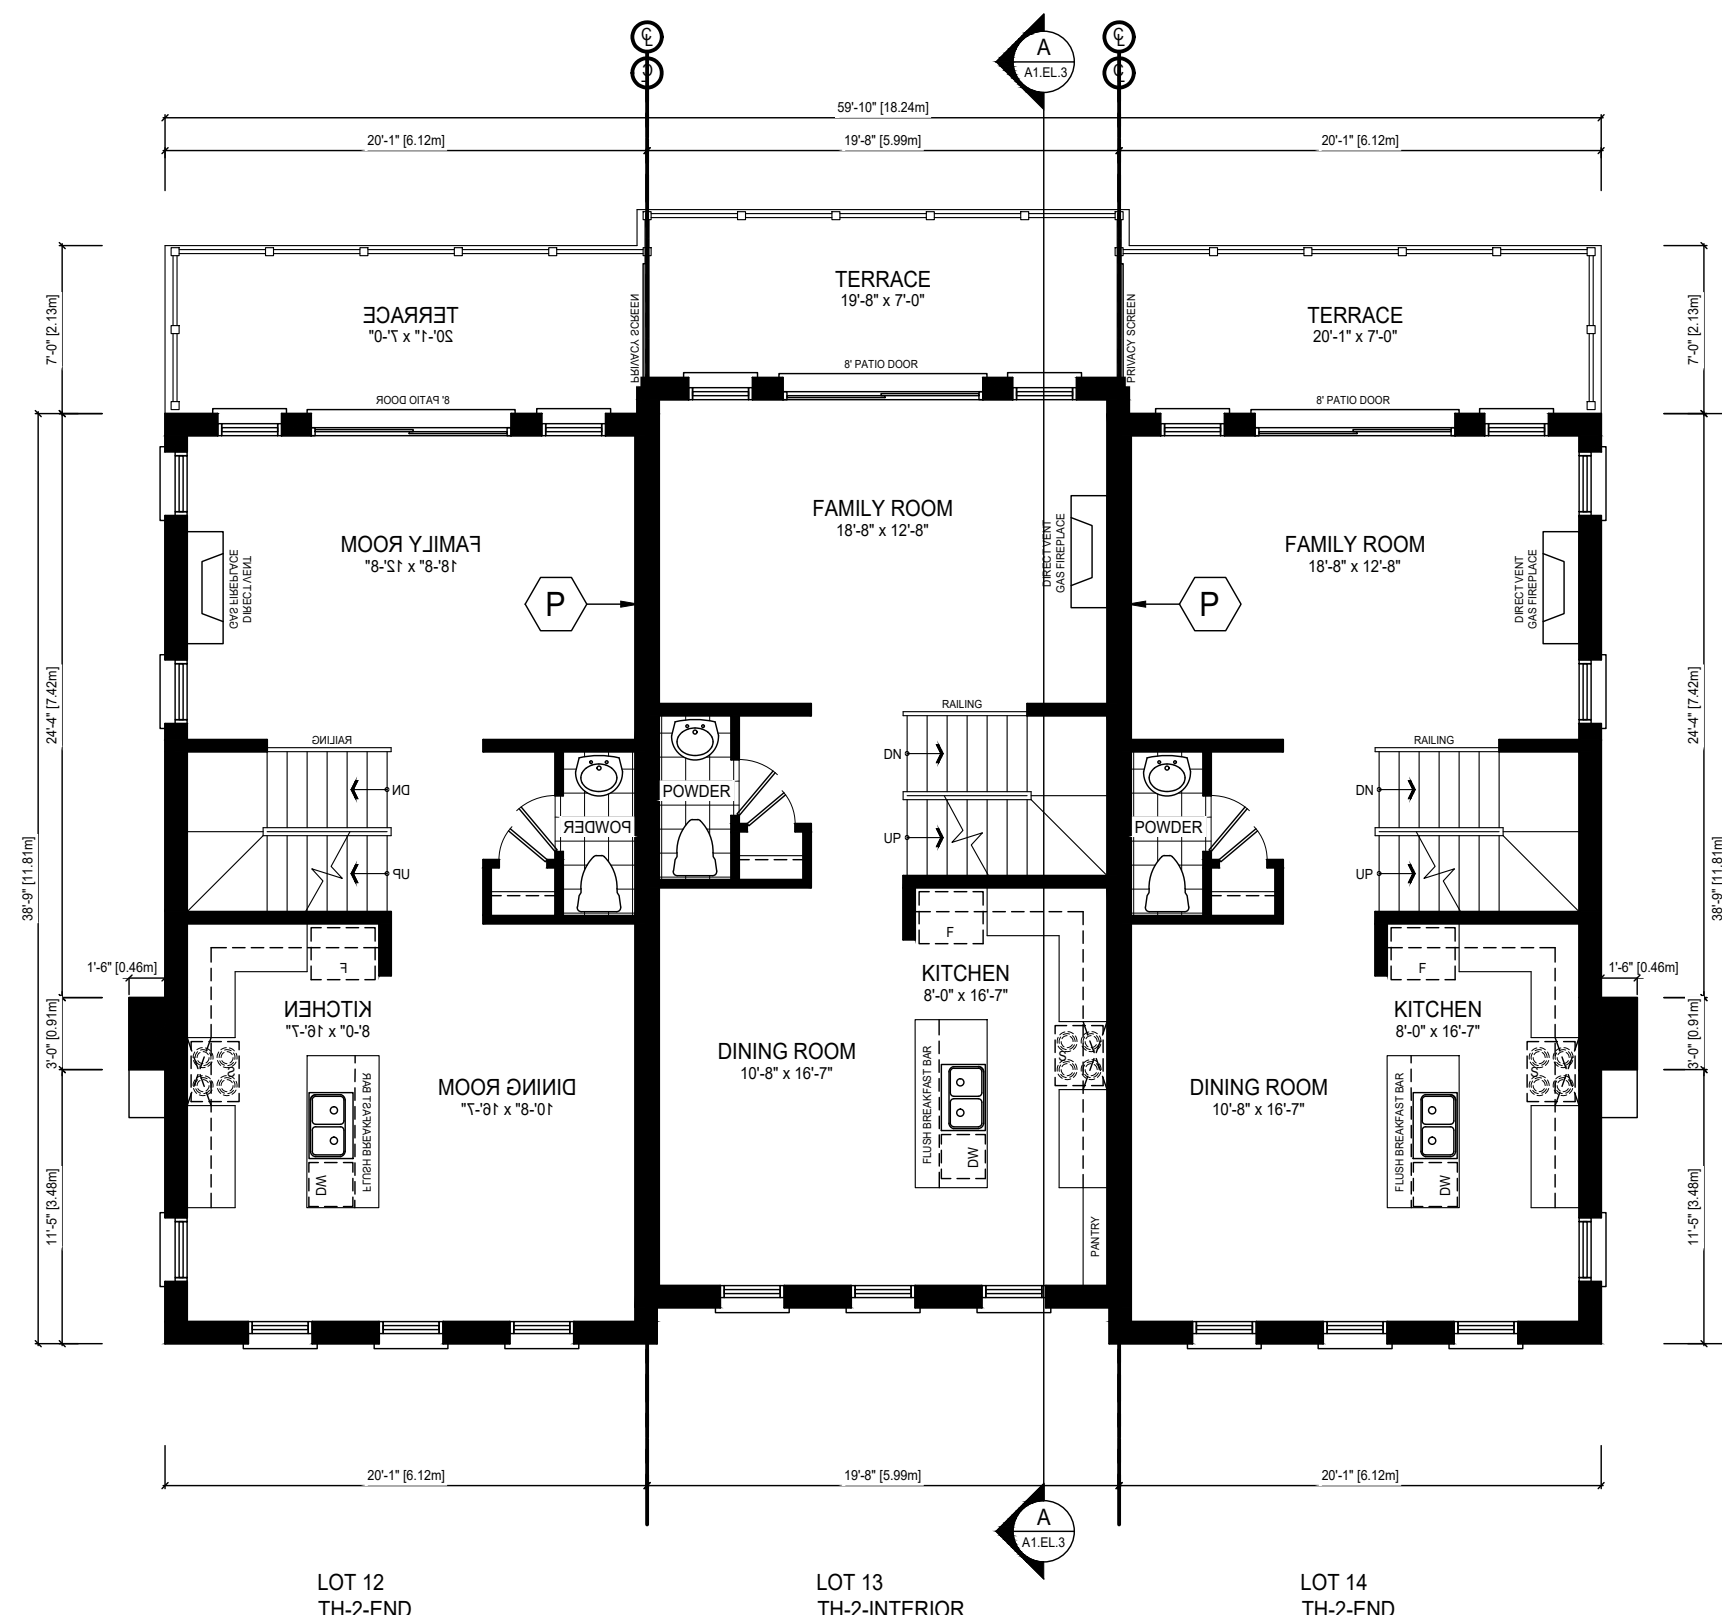 A
A1.EL.3
59'-10" [18.24m]
20'-1" [6.12m]
19'-8" [5.99m]
20'-1" [6.12m]
7'-0" [2.13m]
TERRACE
20'-1" x 7'-0"
PRIVACY SCREEN
8' PATIO DOOR
TERRACE
19'-8" x 7'-0"
8' PATIO DOOR
PRIVACY SCREEN
TERRACE
20'-1" x 7'-0"
8' PATIO DOOR
7'-0" [2.13m]
FAMILY ROOM
18'-8" x 12'-8"
DIRECT VENT
GAS FIREPLACE
P
FAMILY ROOM
18'-8" x 12'-8"
DIRECT VENT
GAS FIREPLACE
P
FAMILY ROOM
18'-8" x 12'-8"
DIRECT VENT
GAS FIREPLACE
24'-4" [7.42m]
38'-9" [11.81m]
RAILING
DN
UP
POWDER
POWDER
RAILING
DN
UP
POWDER
RAILING
DN
UP
24'-4" [7.42m]
38'-9" [11.81m]
1'-6" [0.46m]
3'-0" [0.91m]
11'-5" [3.48m]
F
KITCHEN
8'-0" x 16'-7"
FLUSH BREAKFAST BAR
DW
DINING ROOM
10'-8" x 16'-7"
DINING ROOM
10'-8" x 16'-7"
F
KITCHEN
8'-0" x 16'-7"
FLUSH BREAKFAST BAR
DW
PANTRY
DINING ROOM
10'-8" x 16'-7"
F
KITCHEN
8'-0" x 16'-7"
FLUSH BREAKFAST BAR
DW
1'-6" [0.46m]
3'-0" [0.91m]
11'-5" [3.48m]
20'-1" [6.12m]
19'-8" [5.99m]
20'-1" [6.12m]
A
A1.EL.3
LOT 12
TH-2-END
LOT 13
TH-2-INTERIOR
LOT 14
TH-2-END